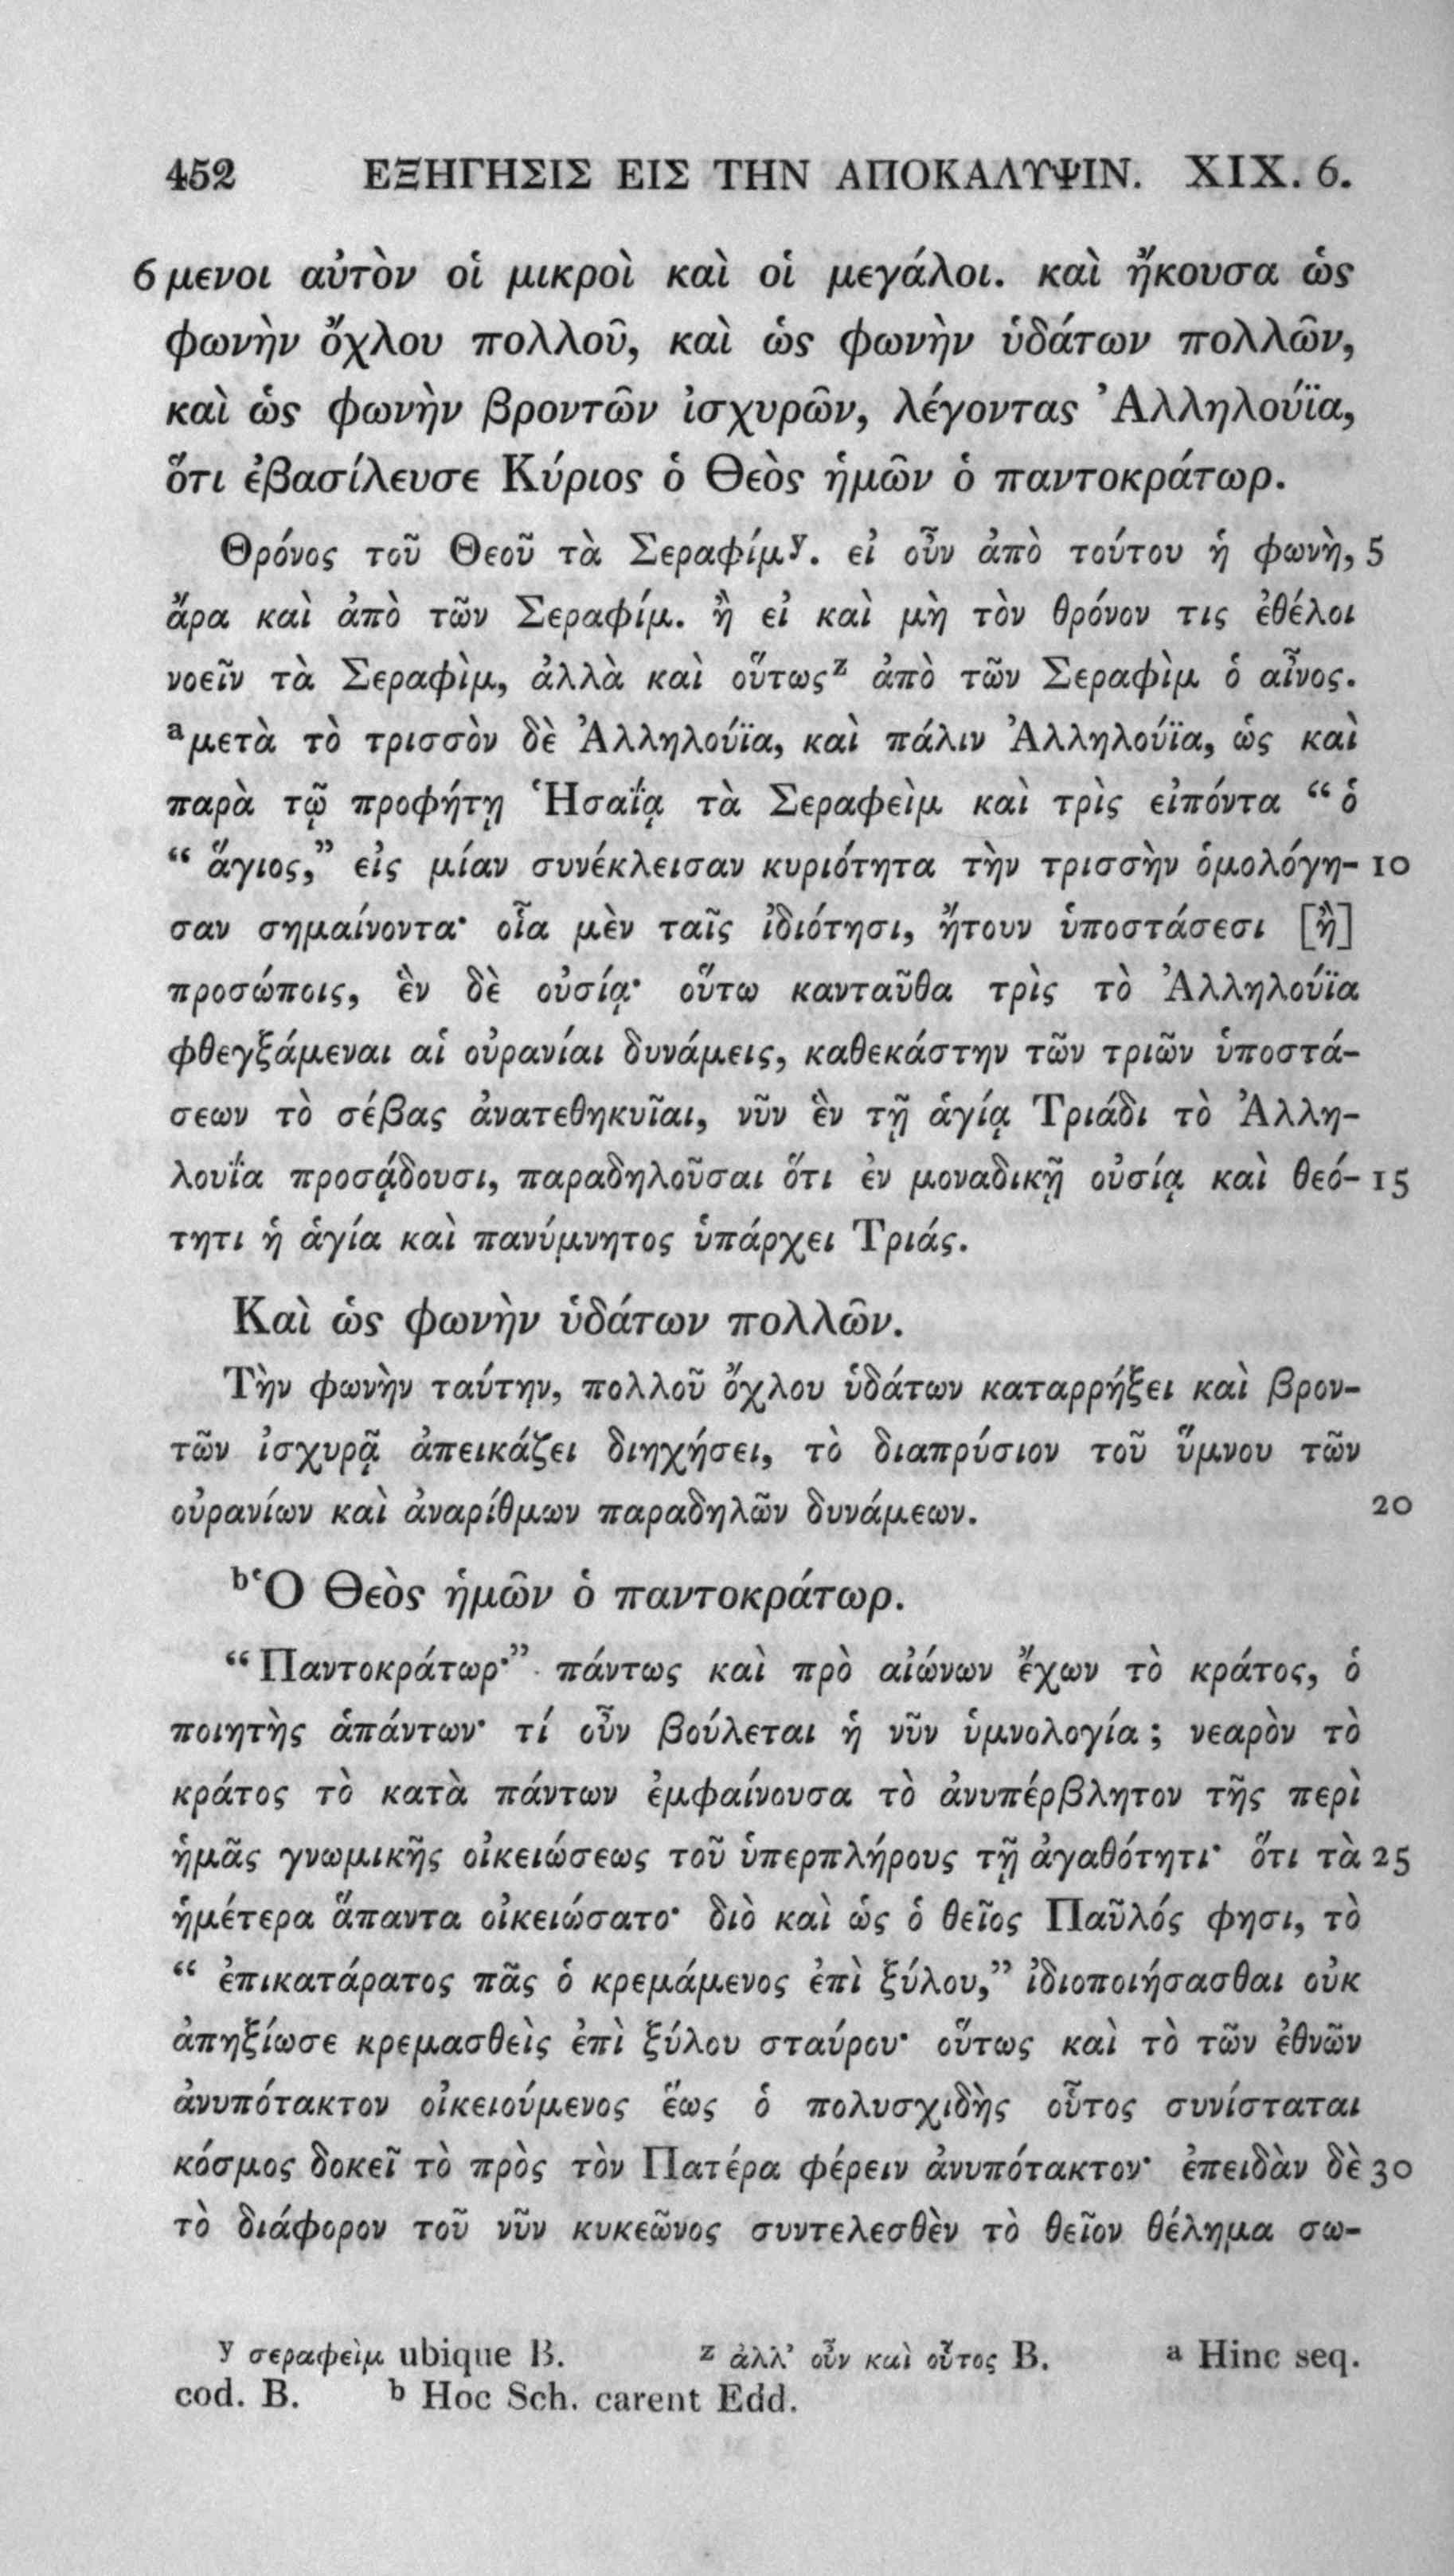 452 ΕΞΗΓΗΣΙΣ ΕΙΣ ΤΗΝ ΑΠΟΚΑΛΥΨΙΝ. XIX. 6.
6 μενοι αὐτὸν οἱ μικροὶ καὶ οἱ μεγάλοι. καὶ ἤκουσα ὡς
φωνὴν ὄχλου πολλοῦ, καὶ ὡς φωνὴν ὑδάτων πολλῶν,
καὶ ὡς φωνὴν βροντῶν ἰσχυρῶν, λέγοντας Ἀλληλούϊα,
ὅτι ἐβασίλευσε Κύριος ὁ Θεὸς ἡμῶν ὁ παντοκράτωρ.
Θρόνος τοῦ Θεοῦ τὰ Σεραφίμ y. εἰ οὖν ἀπὸ τούτου ἡ φωνὴ, 5
ἄρα καὶ ἀπὸ τῶν Σεραφίμ. ἢ εἰ καὶ μὴ τὸν θρόνον τις ἐθέλοι
νοεῖν τὰ Σεραφὶμ, ἀλλὰ καὶ οὕτως z ἀπὸ τῶν Σεραφὶμ ὁ αἶνος.
a μετὰ τὸ τρισσὸν δὲ Ἀλληλούϊα, καὶ πάλιν Ἀλληλούϊα, ὡς καὶ
παρὰ τῷ προφήτῃ Ἡσαΐᾳ τὰ Σεραφεὶμ καὶ τρὶς εἰπόντα “ ὁ
“ ἅγιος,” εἰς μίαν συνέκλεισαν κυριότητα τὴν τρισσὴν ὁμολόγη- 10
σαν σημαίνοντα· οἷα μὲν ταῖς ἰδιότησι, ἤτουν ὑποστάσεσι [ἢ]
προσώποις, ἓν δὲ οὐσίᾳ· οὕτω κανταῦθα τρὶς τὸ Ἀλληλούϊα
φθεγξάμεναι αἱ οὐρανίαι δυνάμεις, καθεκάστην τῶν τριῶν ὑποστά-
σεων τὸ σέβας ἀνατεθηκυῖαι, νῦν ἓν τῇ ἁγίᾳ Τριάδι τὸ Ἀλλη-
λουΐα προσᾴδουσι, παραδηλοῦσαι ὅτι ἐν μοναδικῇ οὐσίᾳ καὶ θεό- 15
τητι ἡ ἁγία καὶ πανύμνητος ὑπάρχει Τριάς.
Καὶ ὡς φωνὴν ὑδάτων πολλῶν.
Τὴν φωνὴν ταύτην, πολλοῦ ὄχλου ὑδάτων καταρρήξει καὶ βρον-
τῶν ἰσχυρᾷ ἀπεικάζει διηχήσει, τὸ διαπρύσιον τοῦ ὕμνου τῶν
οὐρανίων καὶ ἀναρίθμων παραδηλῶν δυνάμεων. 20
b Ὁ Θεὸς ἡμῶν ὁ παντοκράτωρ.
“ Παντοκράτωρ·” πάντως καὶ πρὸ αἰώνων ἔχων τὸ κράτος, ὁ
ποιητὴς ἁπάντων· τί οὖν βούλεται ἡ νῦν ὑμνολογία ; νεαρὸν τὸ
κράτος τὸ κατὰ πάντων ἐμφαίνουσα τὸ ἀνυπέρβλητον τῆς περὶ
ἡμᾶς γνωμικῆς οἰκειώσεως τοῦ ὑπερπλήρους τῇ ἀγαθότητι· ὅτι τὰ 25
ἡμέτερα ἅπαντα οἰκειώσατο· διὸ καὶ ὡς ὁ θεῖος Παῦλός φησι, τὸ
“ ἐπικατάρατος πᾶς ὁ κρεμάμενος ἐπὶ ξύλου,” ἰδιοποιήσασθαι οὐκ
ἀπηξίωσε κρεμασθεὶς ἐπὶ ξύλου σταύρου· οὕτως καὶ τὸ τῶν ἐθνῶν
ἀνυπότακτον οἰκειούμενος ἕως ὁ πολυσχιδὴς οὗτος συνίσταται
κόσμος δοκεῖ τὸ πρὸς τὸν Πατέρα φέρειν ἀνυπότακτον· ἐπειδὰν δὲ 30
τὸ διάφορον τοῦ νῦν κυκεῶνος συντελεσθὲν τὸ θεῖον θέλημα σω-
y σεραφεὶμ ubique B. z ἀλλ’ οὖν καὶ οὗτος B. a Hinc seq.
cod. B. b Hoc Sch. carent Edd.